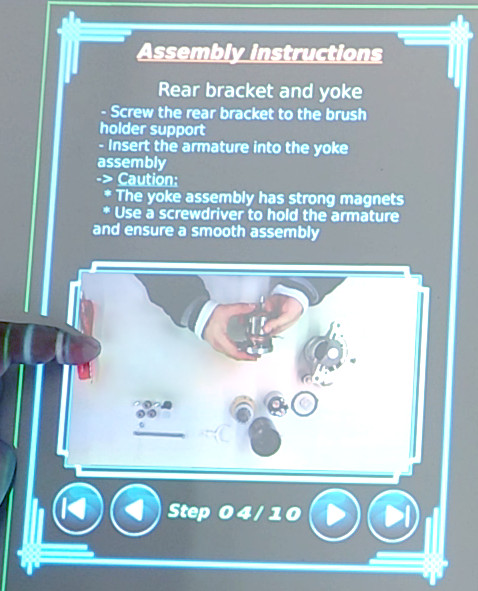 Assembly instructions
Rear bracket and yoke
- Screw the rear bracket to the brush
holder support
- Insert the armature into the yoke
assembly
-> Caution:
* The yoke assembly has strong magnets
* Use a screwdriver to hold the armature
and ensure a smooth assembly
Step 04/10